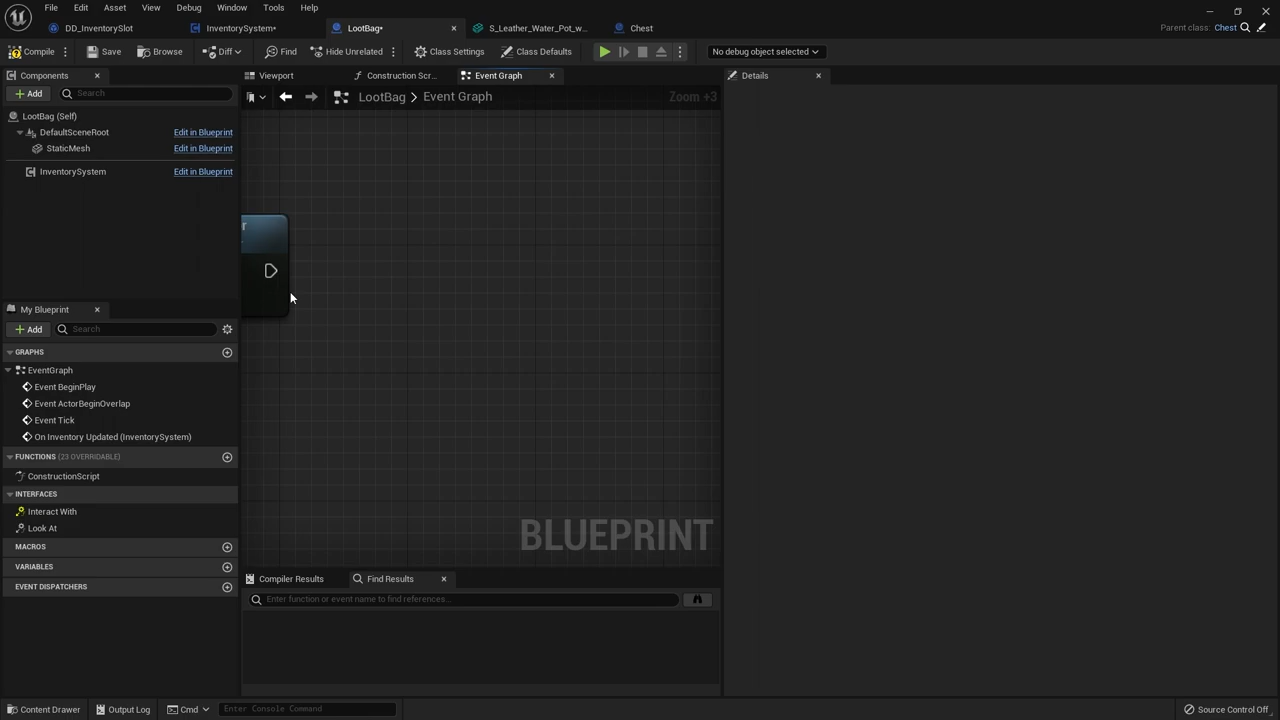 File Edit Asset View Debug Window Tools Help
DD_InventorySlot InventorySystem* LootBag* S_Leather_Water_Pot_w... Chest Parent class: Chest
Compile Save Browse Diff Find Hide Unrelated Class Settings Class Defaults No debug object selected
Components Viewport Construction Scr... Event Graph Details
Add Search LootBag > Event Graph Zoom +3
LootBag (Self)
DefaultSceneRoot Edit in Blueprint
StaticMesh Edit in Blueprint
InventorySystem Edit in Blueprint
r
My Blueprint
Add Search
GRAPHS
EventGraph
Event BeginPlay
Event ActorBeginOverlap
Event Tick
On Inventory Updated (InventorySystem)
FUNCTIONS (23 OVERRIDABLE)
ConstructionScript
INTERFACES
Interact With
Look At
MACROS
VARIABLES
EVENT DISPATCHERS
BLUEPRINT
Compiler Results Find Results
Enter function or event name to find references...
Content Drawer Output Log Cmd Enter Console Command Source Control Off